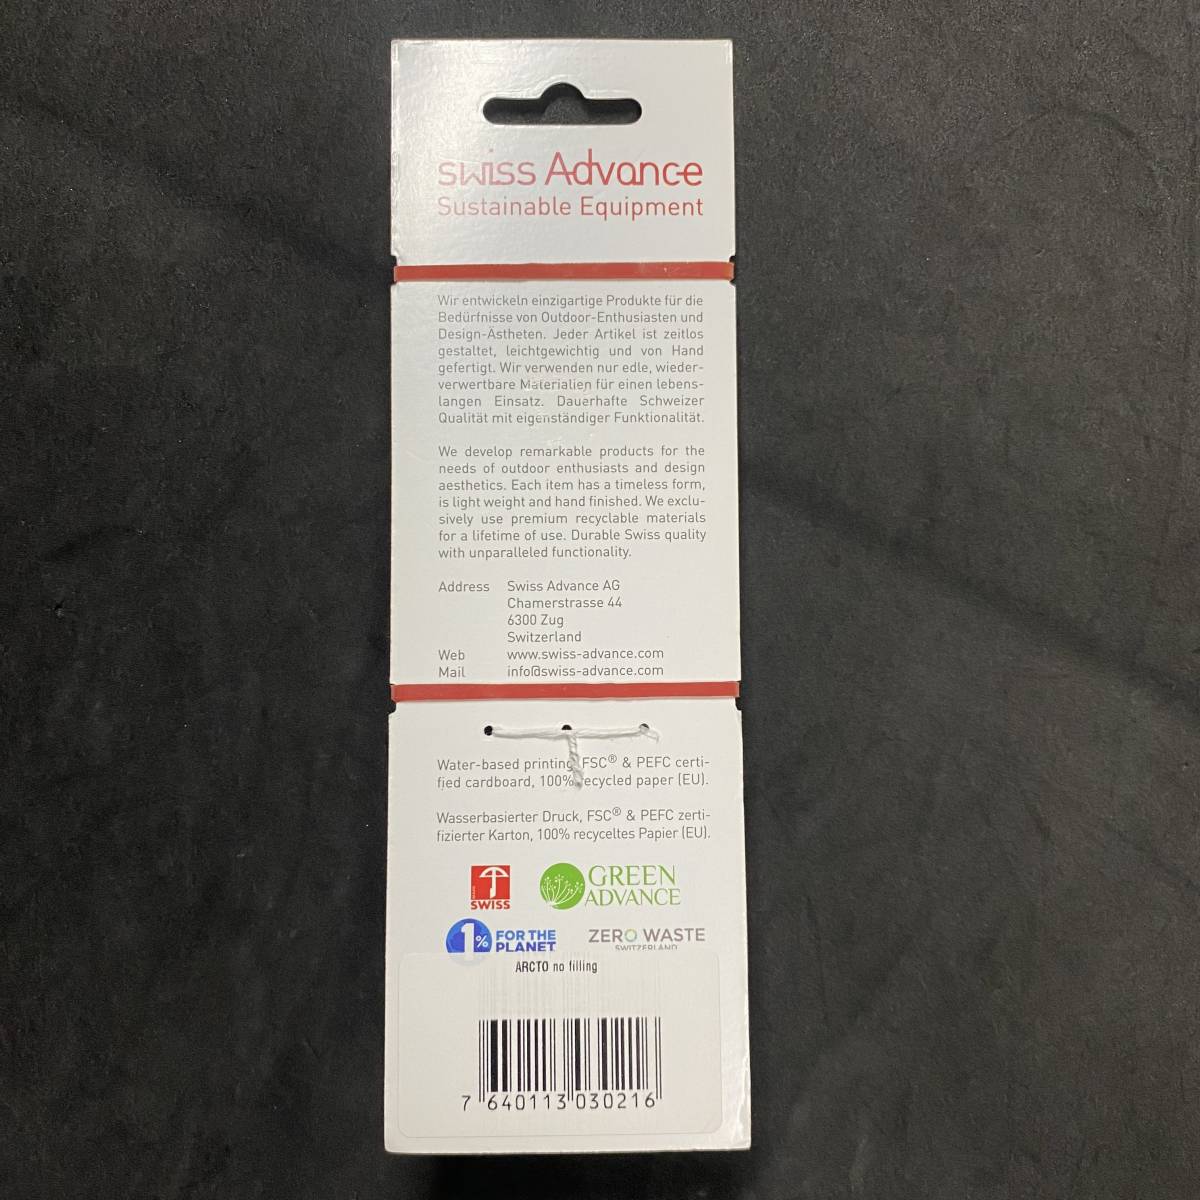 swiss Advance
Sustainable Equipment
Wir entwickeln einzigartige Produkte für die
Bedürfnisse von Outdoor-Enthusiasten und
Design-Ästheten. Jeder Artikel ist zeitlos
gestaltet, leichtgewichtig und von Hand
gefertigt. Wir verwenden nur edle, wieder-
verwertbare Materialien für einen lebens-
langen Einsatz. Dauerhafte Schweizer
Qualität mit eigenständiger Funktionalität.
We develop remarkable products for the
needs of outdoor enthusiasts and design
aesthetics. Each item has a timeless form,
is light weight and hand finished. We exclu-
sively use premium recyclable materials
for a lifetime of use. Durable Swiss quality
with unparalleled functionality.
Address Swiss Advance AG
Chamerstrasse 44
6300 Zug
Switzerland
Web www.swiss-advance.com
Mail info@swiss-advance.com
Water-based printing, FSC® & PEFC certi-
fied cardboard, 100% recycled paper (EU).
Wasserbasierter Druck, FSC® & PEFC zerti-
fizierter Karton, 100% recyceltes Papier (EU).
SWISS
GREEN
ADVANCE
1% FOR THE
PLANET
ZERO WASTE
SWITZERLAND
ARCTO no filling
7 640113 030216